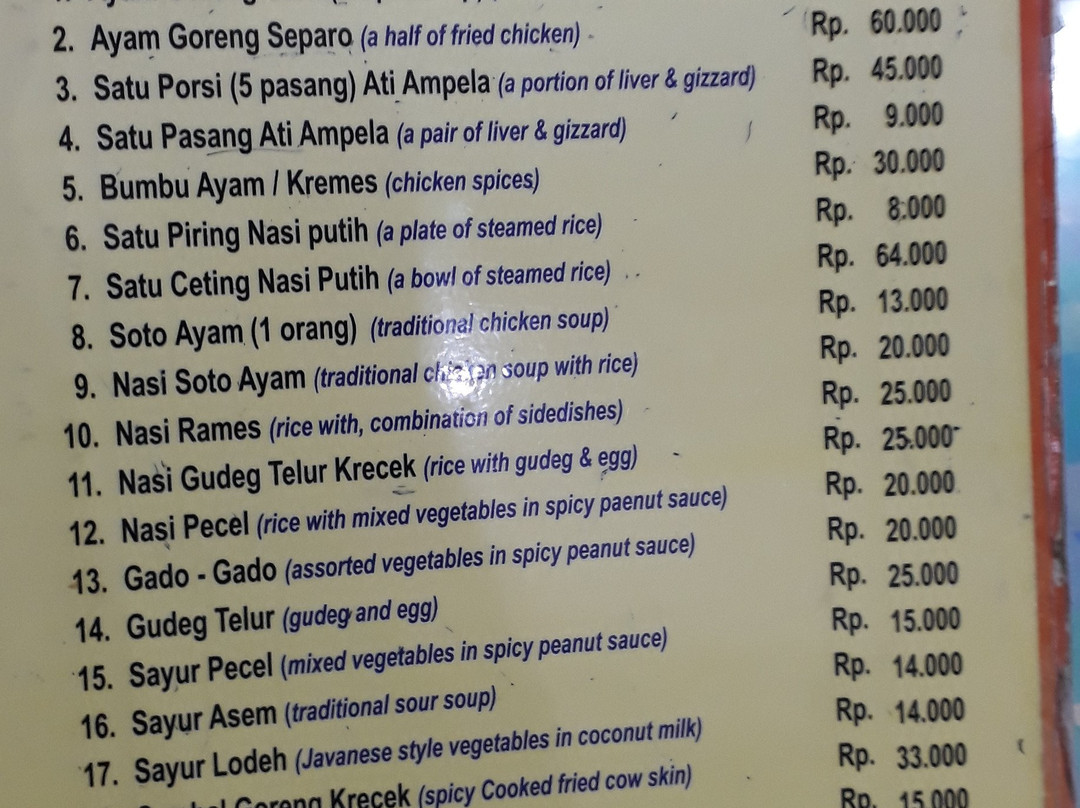 2. Ayam Goreng Separo (a half of fried chicken) Rp. 60.000
3. Satu Porsi (5 pasang) Ati Ampela (a portion of liver & gizzard) Rp. 45.000
4. Satu Pasang Ati Ampela (a pair of liver & gizzard) Rp. 9.000
5. Bumbu Ayam / Kremes (chicken spices) Rp. 30.000
6. Satu Piring Nasi putih (a plate of steamed rice) Rp. 8.000
7. Satu Ceting Nasi Putih (a bowl of steamed rice) Rp. 64.000
8. Soto Ayam (1 orang) (traditional chicken soup) Rp. 13.000
9. Nasi Soto Ayam (traditional chicken soup with rice) Rp. 20.000
10. Nasi Rames (rice with, combination of sidedishes) Rp. 25.000
11. Nasi Gudeg Telur Krecek (rice with gudeg & egg) Rp. 25.000
12. Nasi Pecel (rice with mixed vegetables in spicy paenut sauce) Rp. 20.000
13. Gado - Gado (assorted vegetables in spicy peanut sauce) Rp. 20.000
14. Gudeg Telur (gudeg and egg) Rp. 25.000
15. Sayur Pecel (mixed vegetables in spicy peanut sauce) Rp. 15.000
16. Sayur Asem (traditional sour soup) Rp. 14.000
17. Sayur Lodeh (Javanese style vegetables in coconut milk) Rp. 14.000
Goreng Krecek (spicy Cooked fried cow skin) Rp. 33.000
Rp. 15.000